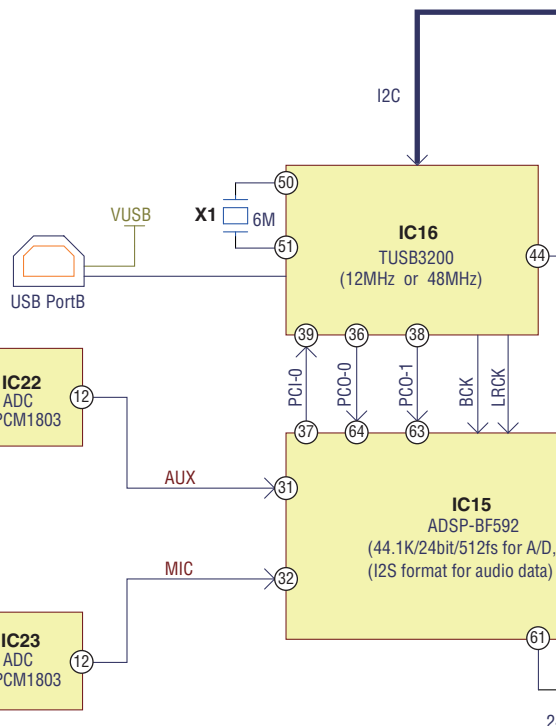 I2C
50
X1
6M
51
VUSB
USB PortB
IC16
TUSB3200
(12MHz or 48MHz)
44
39
36
38
PCI-0
PCO-0
PCO-1
BCK
LRCK
37
64
63
IC22
ADC
PCM1803
12
AUX
31
IC15
ADSP-BF592
(44.1K/24bit/512fs for A/D,
(I2S format for audio data)
MIC
32
61
IC23
ADC
PCM1803
12
2